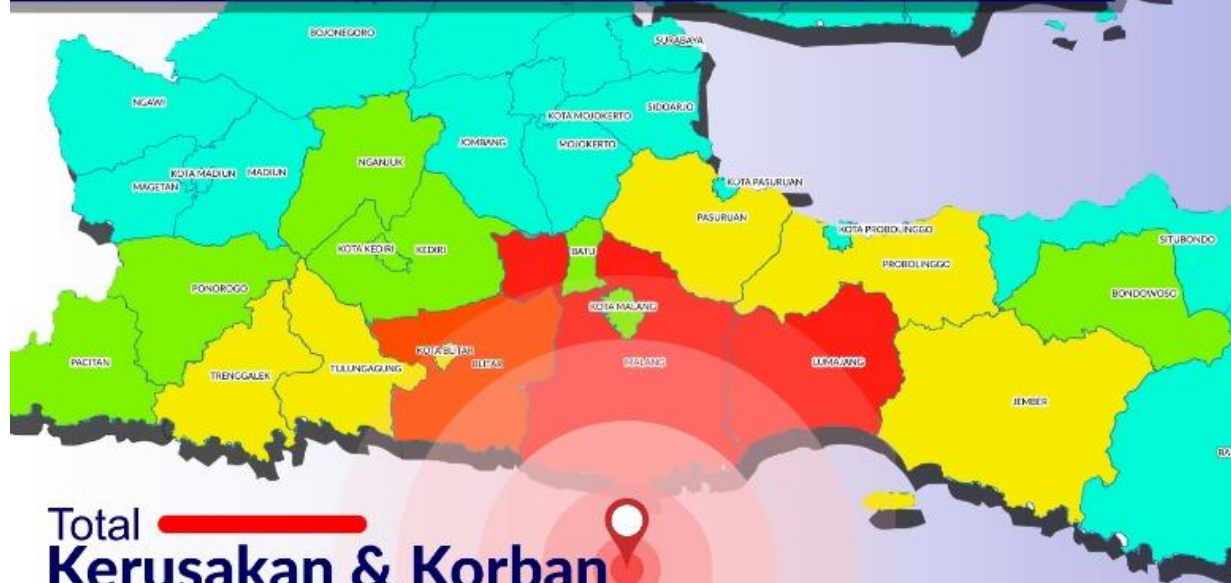 BOJONEGORO
SURABAYA
NGAWI
SIDOARJO
KOTA MOJOKERTO
JOMBANG
MOJOKERTO
NGANJUK
KOTA MADIUN
MADIUN
MAGETAN
KOTA PASURUAN
PASURUAN
KOTA PROBOLINGGO
SITUBONDO
KOTA KEDIRI
KEDIRI
BATU
PROBOLINGGO
PONOROGO
BONDOWOSO
KOTA MALANG
KOTA BLITAR
PACITAN
BLITAR
MALANG
LUMAJANG
TULUNGAGUNG
TRENGGALEK
JEMBER
BA
Total
Kerusakan & Korban